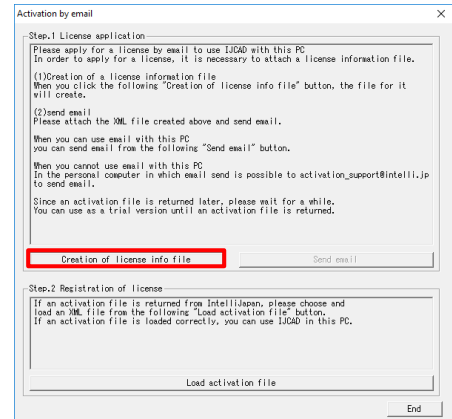 Activation by email
Step.1 License application
Please apply for a license by email to use IJCAD with this PC
In order to apply for a license, it is necessary to attach a license information file.
(1)Creation of a license information file
When you click the following "Creation of license info file" button, the file for it
will create.
(2)send email
Please attach the XML file created above and send email.
When you can use email with this PC
you can send email from the following "Send email" button.
When you cannot use email with this PC
In the personal computer in which email send is possible to activation_support@intelli.jp
to send email.
Since an activation file is returned later, please wait for a while.
You can use as a trial version until an activation file is returned.
Creation of license info file
Send email
Step.2 Registration of license
If an activation file is returned from IntelliJapan, please choose and
load an XML file from the following "Load activation file" button.
If an activation file is loaded correctly, you can use IJCAD in this PC.
Load activation file
End